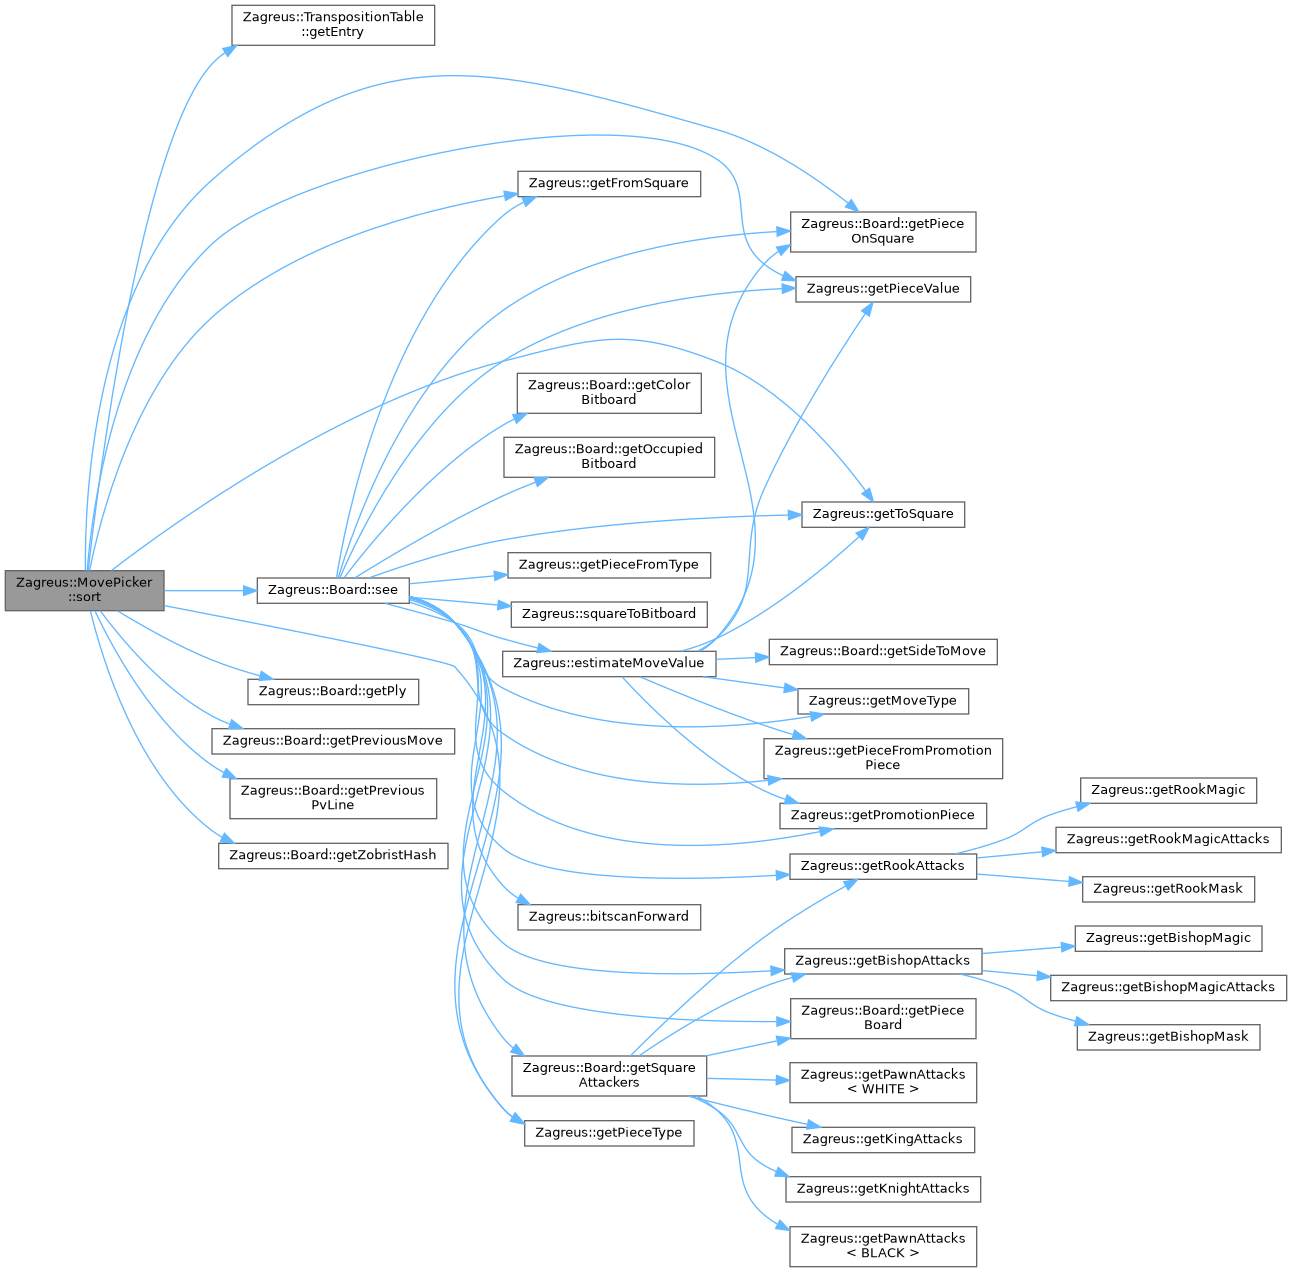 Zagreus::TranspositionTable
::getEntry
Zagreus::getFromSquare
Zagreus::Board::getPiece
OnSquare
Zagreus::getPieceValue
Zagreus::Board::getColor
Bitboard
Zagreus::Board::getOccupied
Bitboard
Zagreus::getToSquare
Zagreus::getPieceFromType
Zagreus::MovePicker
::sort
Zagreus::Board::see
Zagreus::squareToBitboard
Zagreus::estimateMoveValue
Zagreus::Board::getSideToMove
Zagreus::Board::getPly
Zagreus::getMoveType
Zagreus::Board::getPreviousMove
Zagreus::getPieceFromPromotion
Piece
Zagreus::Board::getPrevious
PvLine
Zagreus::getRookMagic
Zagreus::getPromotionPiece
Zagreus::getRookMagicAttacks
Zagreus::Board::getZobristHash
Zagreus::getRookAttacks
Zagreus::getRookMask
Zagreus::bitscanForward
Zagreus::getBishopMagic
Zagreus::getBishopAttacks
Zagreus::getBishopMagicAttacks
Zagreus::Board::getPiece
Board
Zagreus::getBishopMask
Zagreus::Board::getSquare
Attackers
Zagreus::getPawnAttacks
< WHITE >
Zagreus::getPieceType
Zagreus::getKingAttacks
Zagreus::getKnightAttacks
Zagreus::getPawnAttacks
< BLACK >